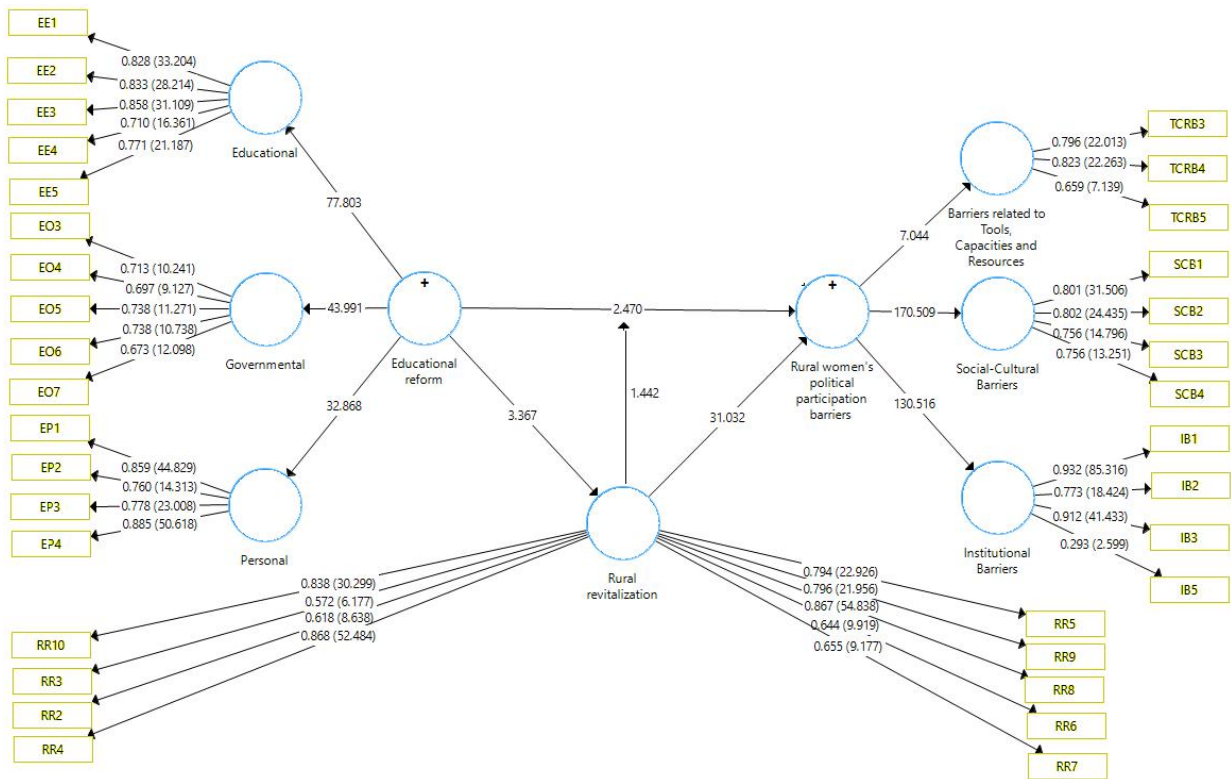 EE1
0.828 (33.204)
EE2
0.833 (28.214)
EE3
0.858 (31.109)
EE4
0.710 (16.361)
EE5
0.771 (21.187)
Educational
EO3
0.713 (10.241)
EO4
0.697 (9.127)
EO5
0.738 (11.271)
EO6
0.738 (10.738)
EO7
0.673 (12.098)
Governmental
EP1
0.859 (44.829)
EP2
0.760 (14.313)
EP3
0.778 (23.008)
EP4
0.885 (50.618)
Personal
77.803
43.991
32.868
+
Educational
reform
2.470
3.367
1.442
31.032
Rural
revitalization
+
Rural women's
political
participation
barriers
7.044
170.509
130.516
Barriers related to
Tools,
Capacities and
Resources
0.796 (22.013)
TCRB3
0.823 (22.263)
TCRB4
0.659 (7.139)
TCRB5
Social-Cultural
Barriers
0.801 (31.506)
SCB1
0.802 (24.435)
SCB2
0.756 (14.796)
SCB3
0.756 (13.251)
SCB4
Institutional
Barriers
0.932 (85.316)
IB1
0.773 (18.424)
IB2
0.912 (41.433)
IB3
0.293 (2.599)
IB5
0.838 (30.299)
RR10
0.572 (6.177)
RR3
0.618 (8.638)
RR2
0.868 (52.484)
RR4
0.794 (22.926)
RR5
0.796 (21.956)
RR9
0.867 (54.838)
RR8
0.644 (9.919)
RR6
0.655 (9.177)
RR7